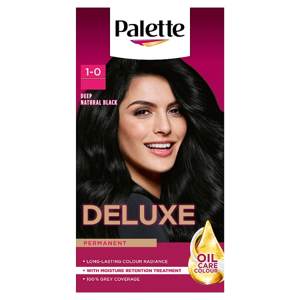 Palette
1-0
DEEP
NATURAL BLACK
DELUXE
PERMANENT
• LONG-LASTING COLOUR RADIANCE
• WITH MOISTURE RETENTION TREATMENT
• 100% GREY COVERAGE
OIL
CARE
COLOUR